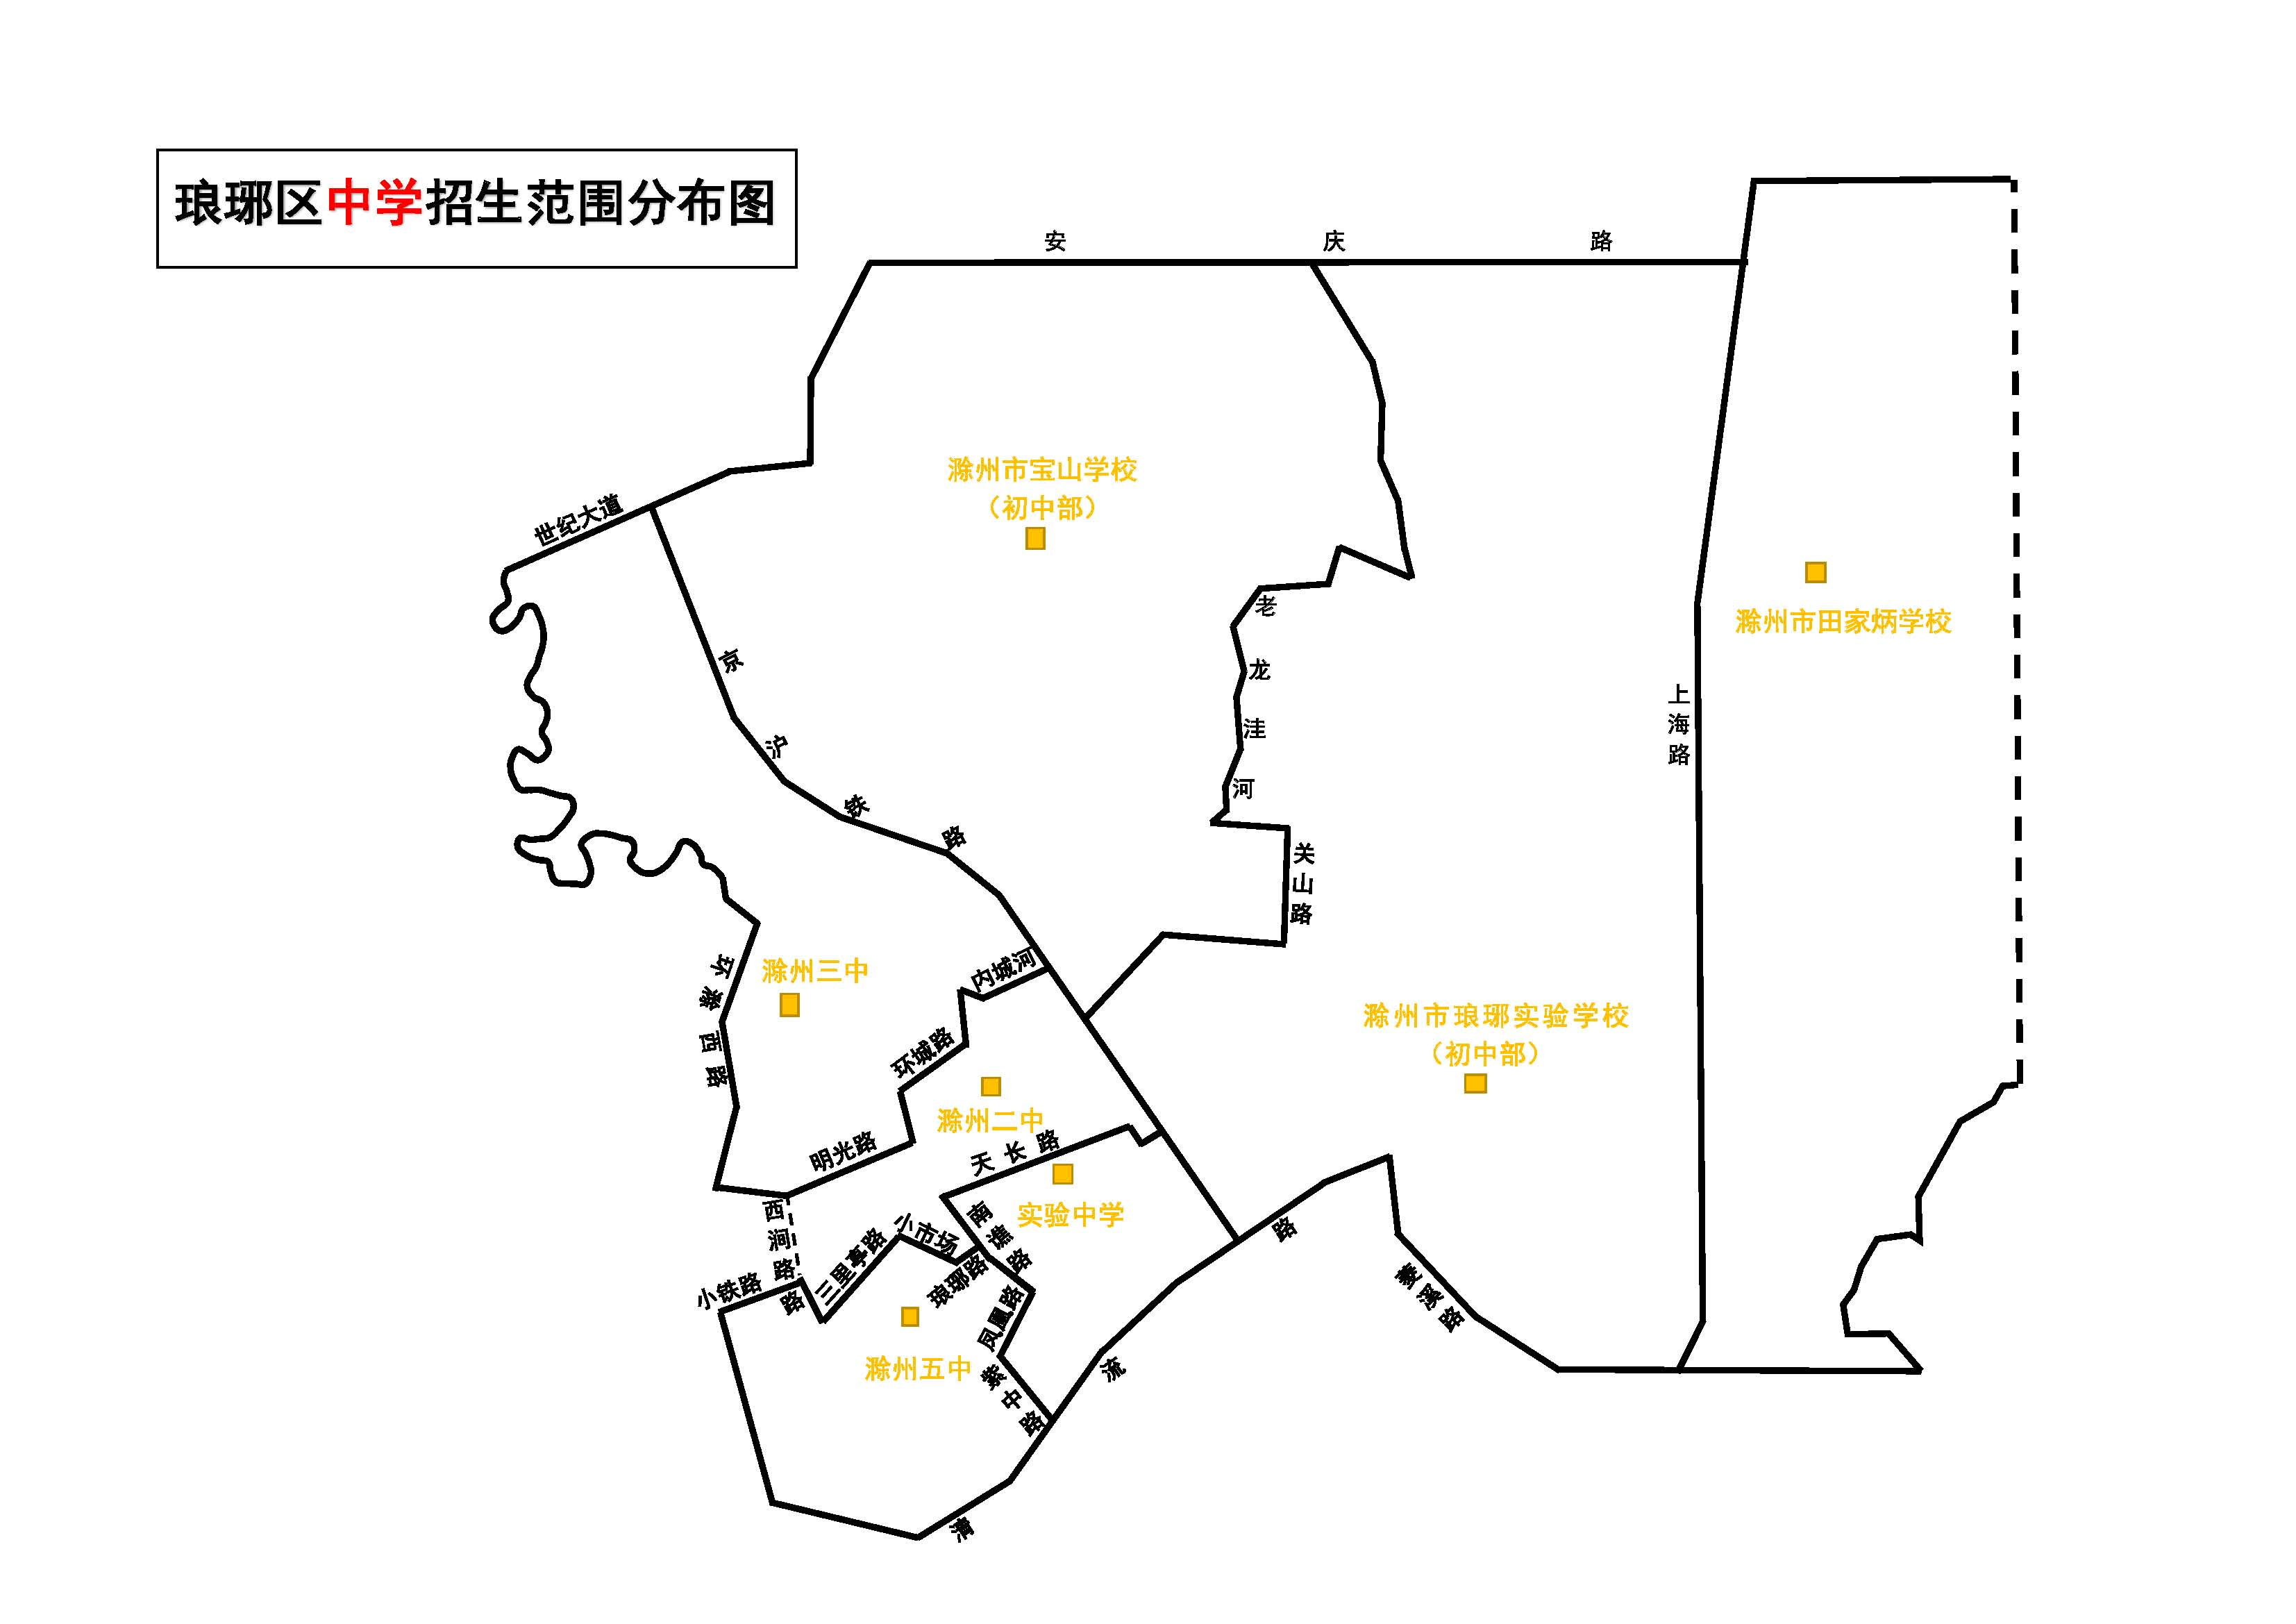 琅琊区中学招生范围分布图
安庆路
滁州市宝山学校
（初中部）
世纪大道
滁州市田家炳学校
老龙洼河
京沪铁路
上海路
关山路
环滁西路
滁州三中
内城河
滁州市琅琊实验学校
（初中部）
环城路
滁州二中
明光路
天长路
实验中学
西涧路
南谯路
小市场
三里亭路
琅琊路
小铁路
路
凤凰路
滁州五中
紫中路
菱溪路
清流路